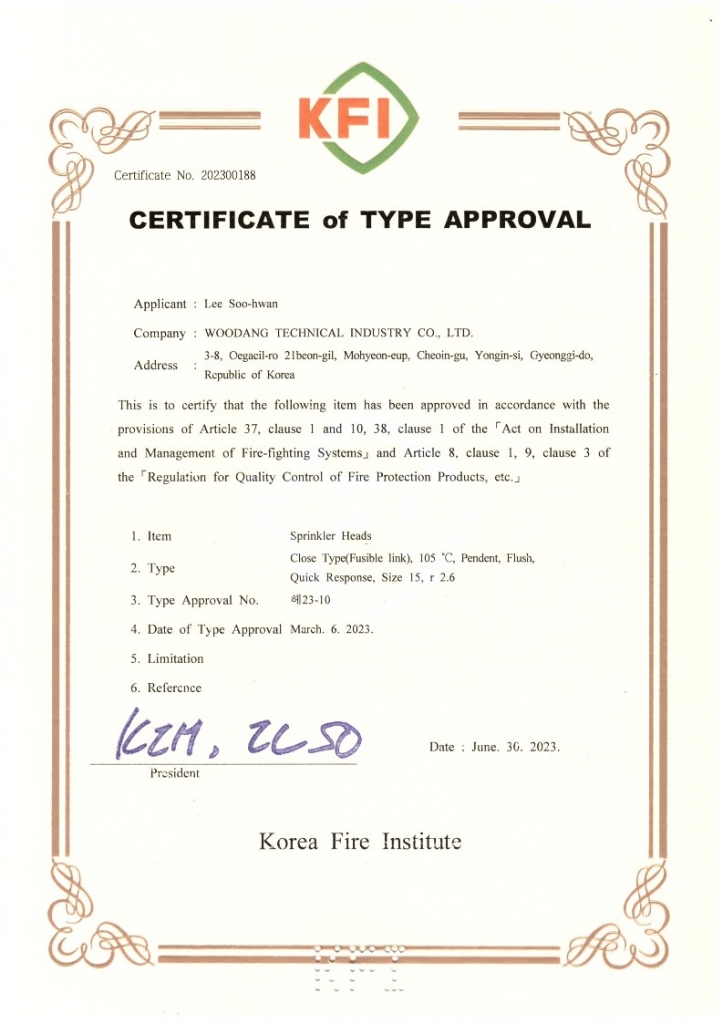 KFI
Certificate No. 202300188
CERTIFICATE of TYPE APPROVAL
Applicant : Lee Soo-hwan
Company : WOODANG TECHNICAL INDUSTRY CO., LTD.
Address : 3-8, Oegacil-ro 21beon-gil, Mohyeon-eup, Cheoin-gu, Yongin-si, Gyeonggi-do,
Republic of Korea
This is to certify that the following item has been approved in accordance with the
provisions of Article 37, clause 1 and 10, 38, clause 1 of the「Act on Installation
and Management of Fire-fighting Systems」and Article 8, clause 1, 9, clause 3 of
the「Regulation for Quality Control of Fire Protection Products, etc.」
1. Item Sprinkler Heads
2. Type Close Type(Fusible link), 105 ℃, Pendent, Flush,
Quick Response, Size 15, r 2.6
3. Type Approval No. 헤23-10
4. Date of Type Approval March. 6. 2023.
5. Limitation
6. Reference
Date : June. 30. 2023.
President
Korea Fire Institute
KFI